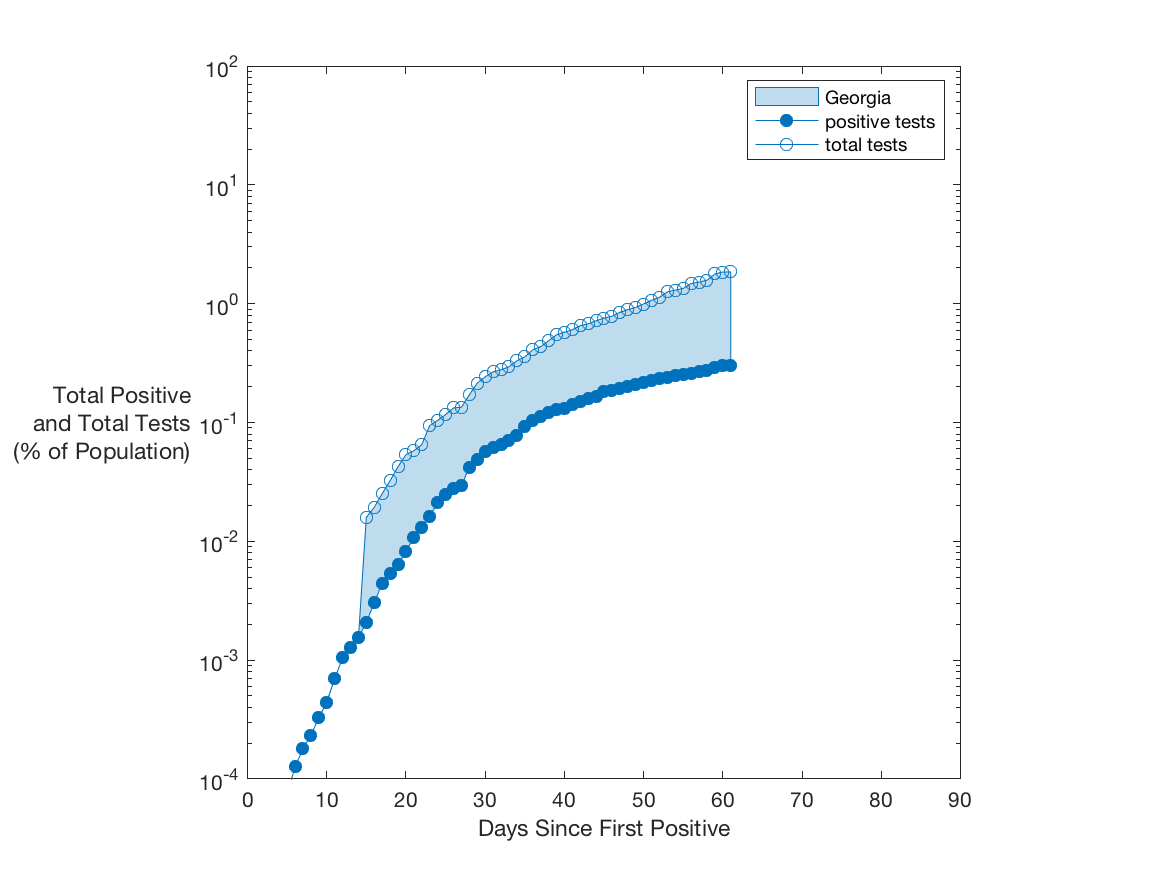 10^2
10^1
10^0
10^-1
10^-2
10^-3
10^-4
Total Positive
and Total Tests
(% of Population)
Georgia
positive tests
total tests
0 10 20 30 40 50 60 70 80 90
Days Since First Positive